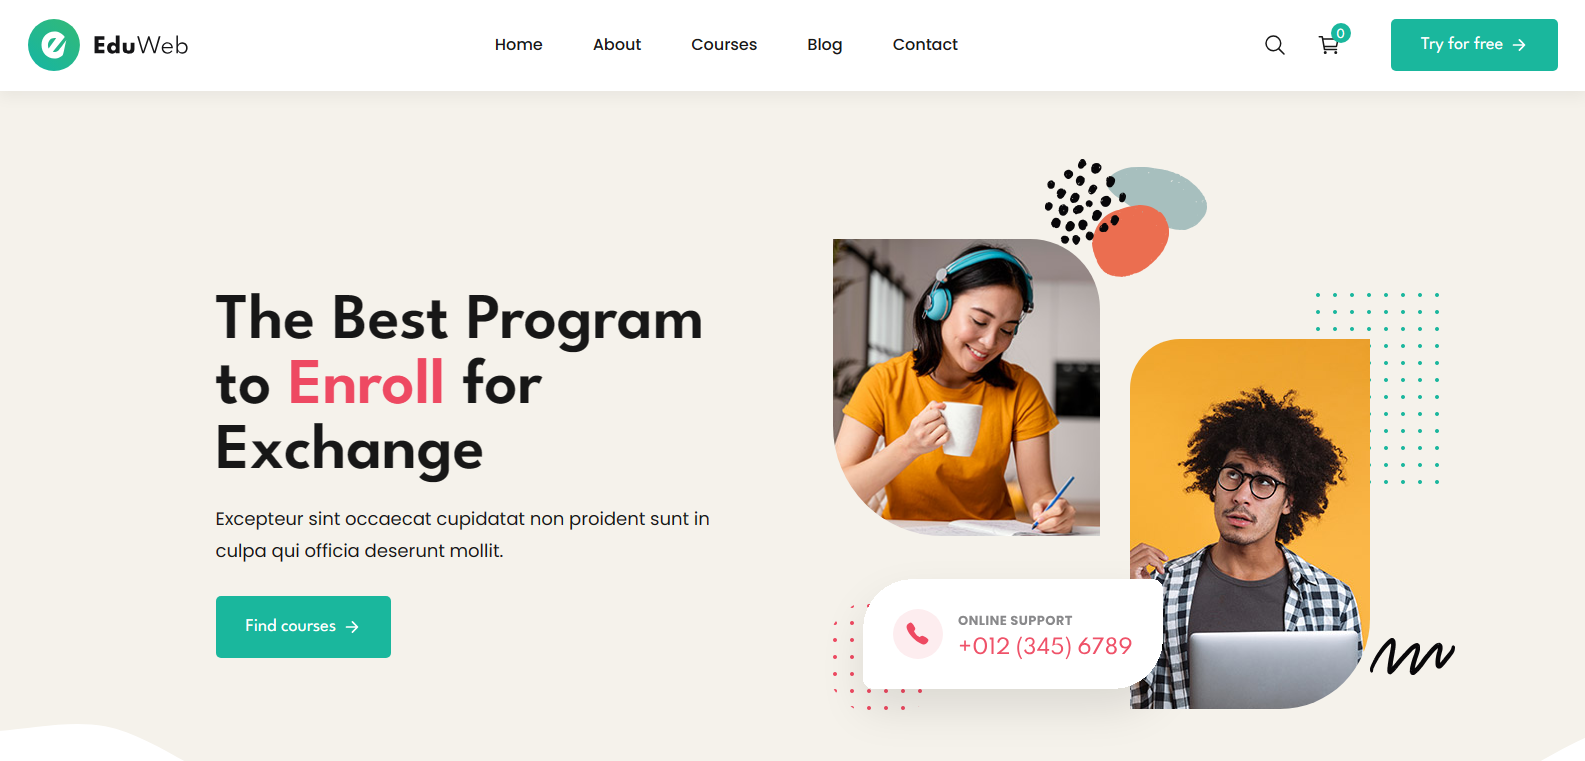 EduWeb
Home
About
Courses
Blog
Contact
0
Try for free
The Best Program
to Enroll for
Exchange
Excepteur sint occaecat cupidatat non proident sunt in
culpa qui officia deserunt mollit.
Find courses
ONLINE SUPPORT
+012 (345) 6789